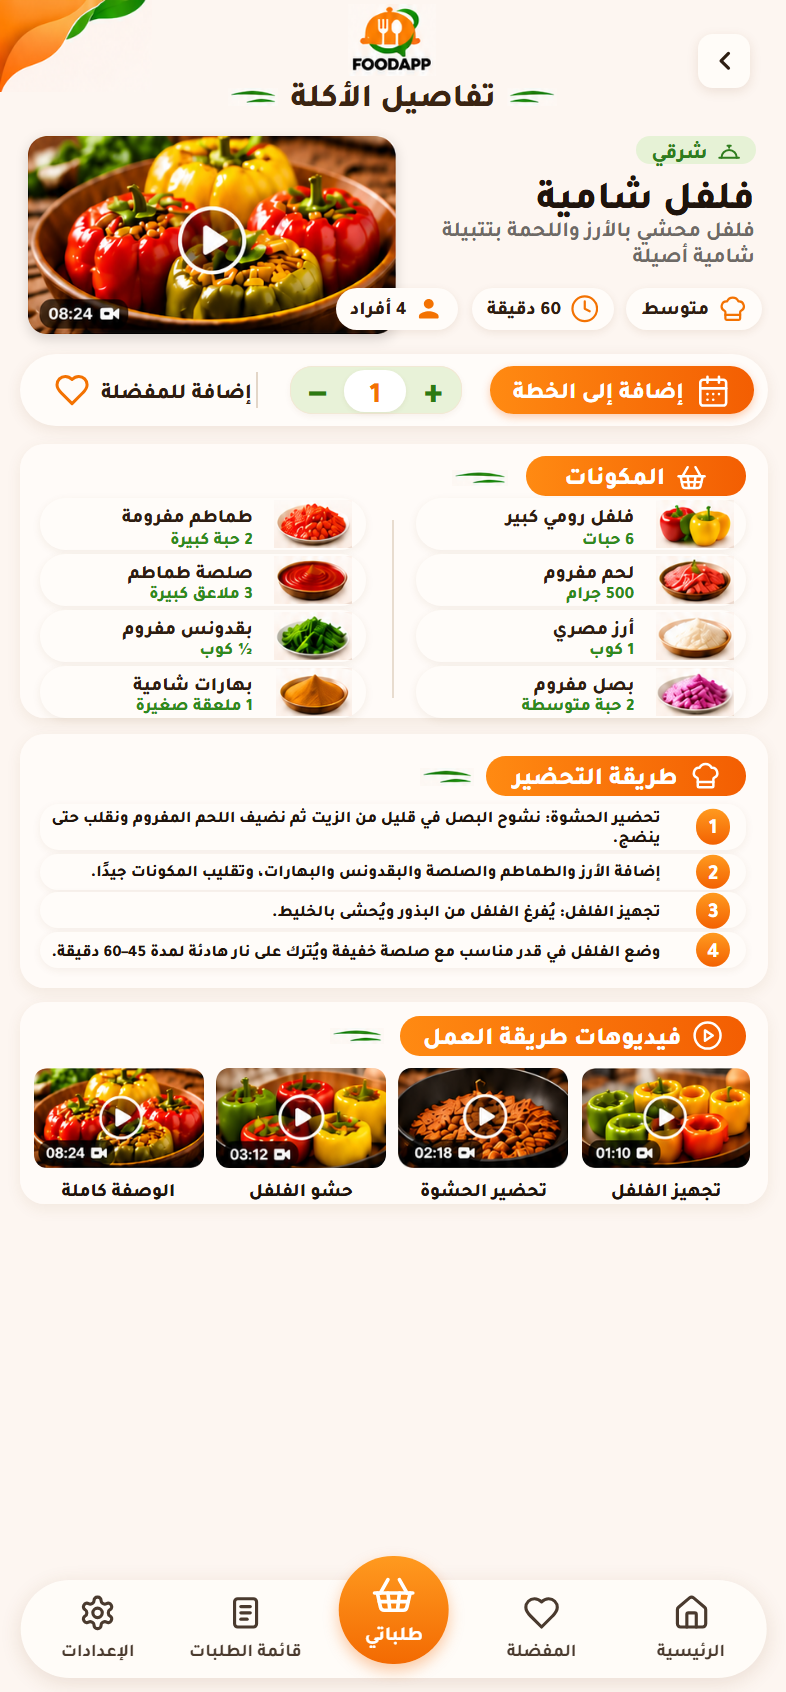 FOODAPP
تفاصيل الأكلة
شرقي
فلفل شامية
فلفل محشي بالأرز واللحمة بتتبيلة
شامية أصيلة
متوسط
60 دقيقة
4 أفراد
08:24
إضافة إلى الخطة
+
1
−
إضافة للمفضلة
المكونات
فلفل رومي كبير
6 حبات
طماطم مفرومة
2 حبة كبيرة
لحم مفروم
500 جرام
صلصة طماطم
3 ملاعق كبيرة
أرز مصري
1 كوب
بقدونس مفروم
½ كوب
بصل مفروم
2 حبة متوسطة
بهارات شامية
1 ملعقة صغيرة
طريقة التحضير
1
تحضير الحشوة: نشوح البصل في قليل من الزيت ثم نضيف اللحم المفروم ونقلب حتى
ينضج.
2
إضافة الأرز والطماطم والصلصة والبقدونس والبهارات، وتقليب المكونات جيدًا.
3
تجهيز الفلفل: يُفرغ الفلفل من البذور ويُحشى بالخليط.
4
وضع الفلفل في قدر مناسب مع صلصة خفيفة ويُترك على نار هادئة لمدة 45–60 دقيقة.
فيديوهات طريقة العمل
01:10
02:18
03:12
08:24
تجهيز الفلفل
تحضير الحشوة
حشو الفلفل
الوصفة كاملة
الرئيسية
المفضلة
طلباتي
قائمة الطلبات
الإعدادات